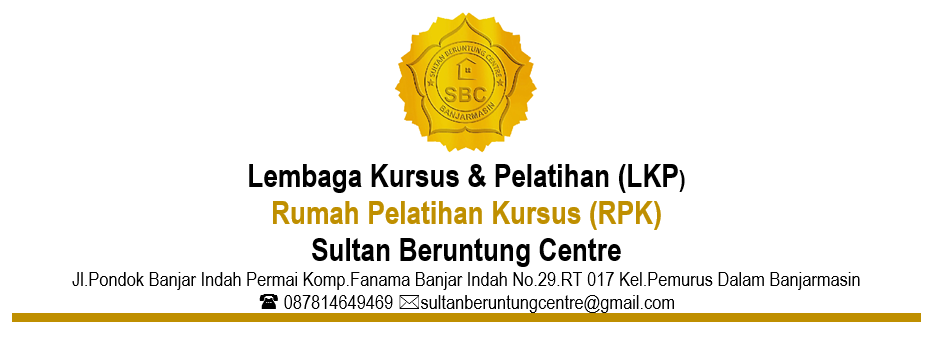 SULTAN BERUNTUNG CENTRE
SBC
BANJARMASIN
Lembaga Kursus & Pelatihan (LKP)
Rumah Pelatihan Kursus (RPK)
Sultan Beruntung Centre
Jl.Pondok Banjar Indah Permai Komp.Fanama Banjar Indah No.29.RT 017 Kel.Pemurus Dalam Banjarmasin
☎ 087814649469 ✉sultanberuntungcentre@gmail.com